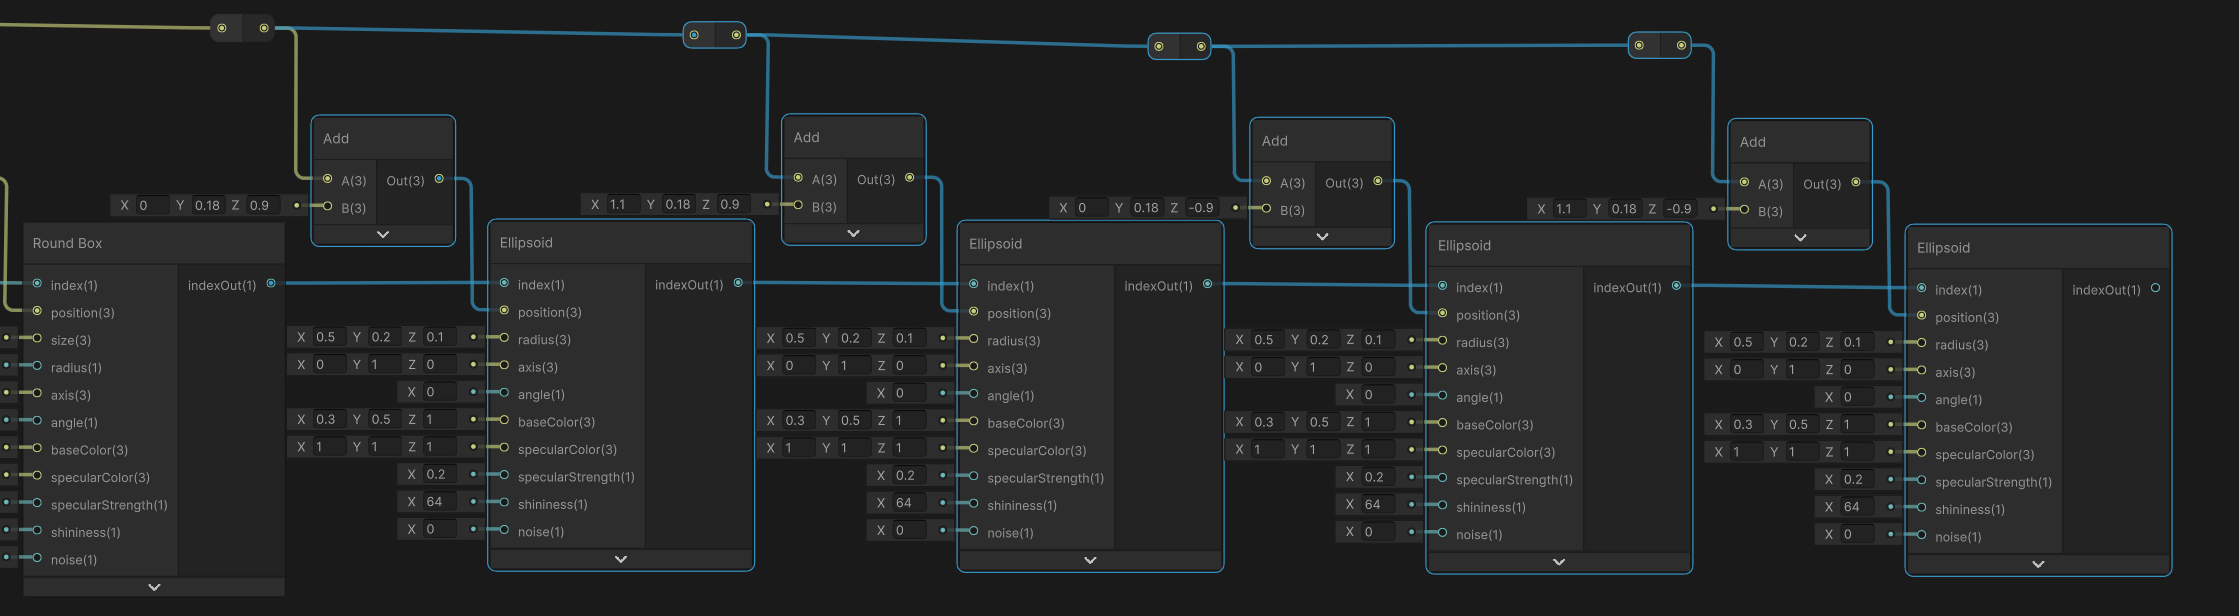 Add
A(3) Out(3)
X 0 Y 0.18 Z 0.9 B(3)
Add
A(3) Out(3)
X 1.1 Y 0.18 Z 0.9 B(3)
Add
A(3) Out(3)
X 0 Y 0.18 Z -0.9 B(3)
Add
A(3) Out(3)
X 1.1 Y 0.18 Z -0.9 B(3)
Round Box
index(1) indexOut(1)
position(3)
size(3)
radius(1)
axis(3)
angle(1)
baseColor(3)
specularColor(3)
specularStrength(1)
shininess(1)
noise(1)
Ellipsoid
index(1) indexOut(1)
position(3)
X 0.5 Y 0.2 Z 0.1 radius(3)
X 0 Y 1 Z 0 axis(3)
X 0 angle(1)
X 0.3 Y 0.5 Z 1 baseColor(3)
X 1 Y 1 Z 1 specularColor(3)
X 0.2 specularStrength(1)
X 64 shininess(1)
X 0 noise(1)
Ellipsoid
index(1) indexOut(1)
position(3)
X 0.5 Y 0.2 Z 0.1 radius(3)
X 0 Y 1 Z 0 axis(3)
X 0 angle(1)
X 0.3 Y 0.5 Z 1 baseColor(3)
X 1 Y 1 Z 1 specularColor(3)
X 0.2 specularStrength(1)
X 64 shininess(1)
X 0 noise(1)
Ellipsoid
index(1) indexOut(1)
position(3)
X 0.5 Y 0.2 Z 0.1 radius(3)
X 0 Y 1 Z 0 axis(3)
X 0 angle(1)
X 0.3 Y 0.5 Z 1 baseColor(3)
X 1 Y 1 Z 1 specularColor(3)
X 0.2 specularStrength(1)
X 64 shininess(1)
X 0 noise(1)
Ellipsoid
index(1) indexOut(1)
position(3)
X 0.5 Y 0.2 Z 0.1 radius(3)
X 0 Y 1 Z 0 axis(3)
X 0 angle(1)
X 0.3 Y 0.5 Z 1 baseColor(3)
X 1 Y 1 Z 1 specularColor(3)
X 0.2 specularStrength(1)
X 64 shininess(1)
X 0 noise(1)